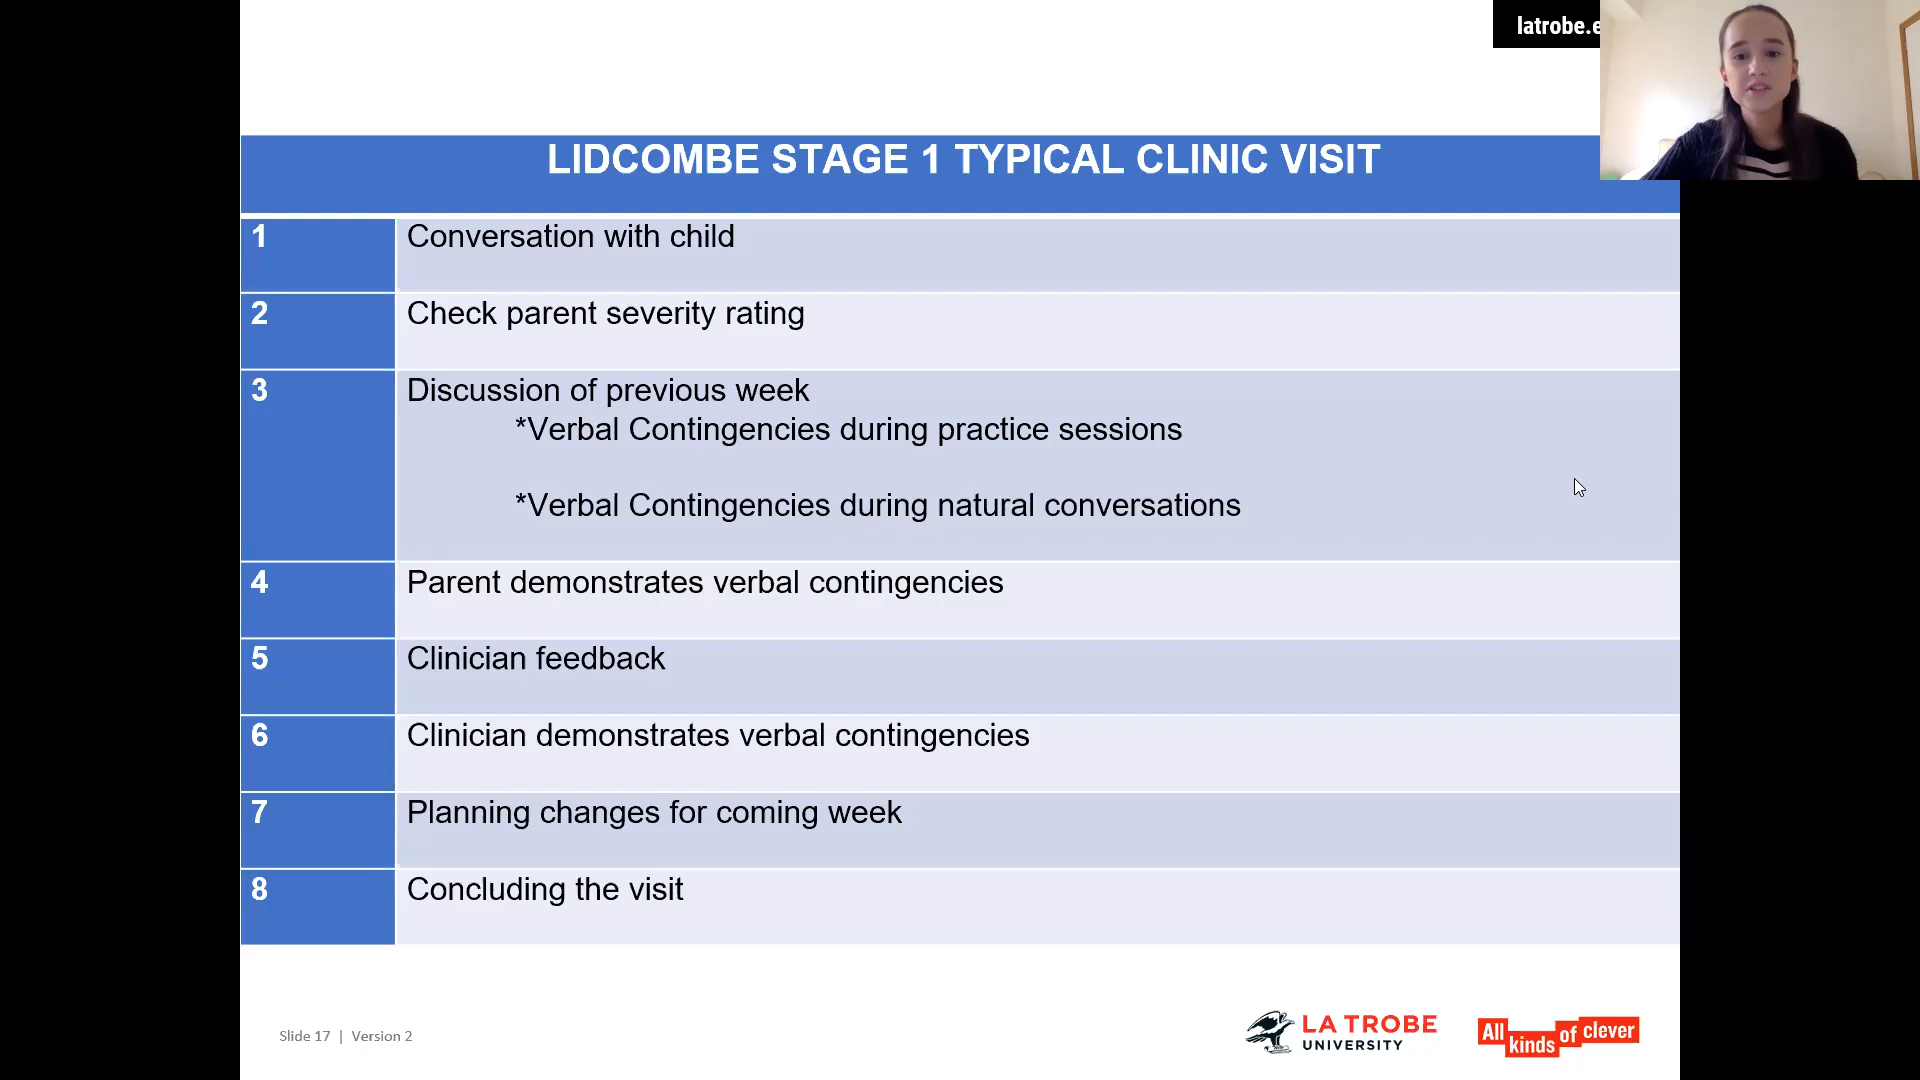 latrobe.e
LIDCOMBE STAGE 1 TYPICAL CLINIC VISIT
1 Conversation with child
2 Check parent severity rating
3 Discussion of previous week
*Verbal Contingencies during practice sessions
*Verbal Contingencies during natural conversations
4 Parent demonstrates verbal contingencies
5 Clinician feedback
6 Clinician demonstrates verbal contingencies
7 Planning changes for coming week
8 Concluding the visit
Slide 17 | Version 2
LA TROBE
UNIVERSITY
All kinds of clever